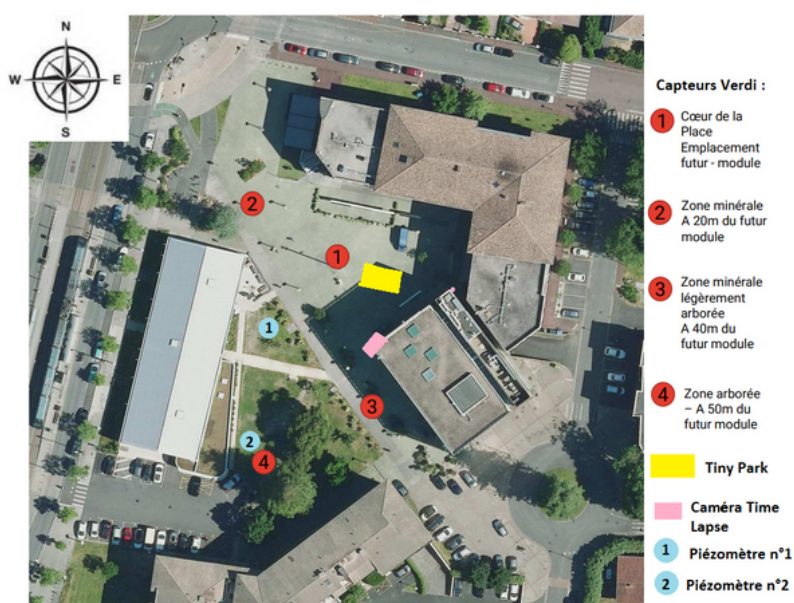 N
W E
S
2
1
1
3
2
4
Capteurs Verdi :
1 Cœur de la
Place
Emplacement
futur - module
2 Zone minérale
A 20m du futur
module
3 Zone minérale
légèrement
arborée
A 40m du
futur module
4 Zone arborée
– A 50m du
futur module
Tiny Park
Caméra Time
Lapse
1 Piézomètre n°1
2 Piézomètre n°2